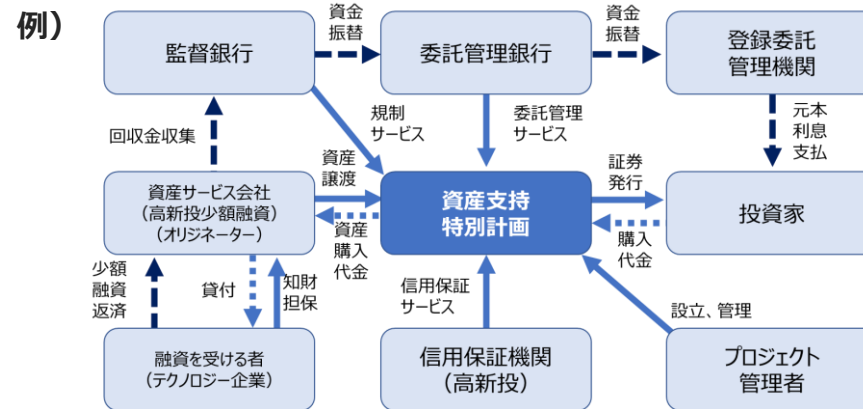 例）
資金
振替
資金
振替
監督銀行
委託管理銀行
登録委託
管理機関
回収金収集
規制
サービス
委託管理
サービス
元本
利息
支払
資産
譲渡
証券
発行
資産サービス会社
（高新投少額融資）
（オリジネーター）
資産支持
特別計画
投資家
資産
購入
代金
購入
代金
少額
融資
返済
貸付
知財
担保
信用保証
サービス
設立、管理
融資を受ける者
（テクノロジー企業）
信用保証機関
（高新投）
プロジェクト
管理者